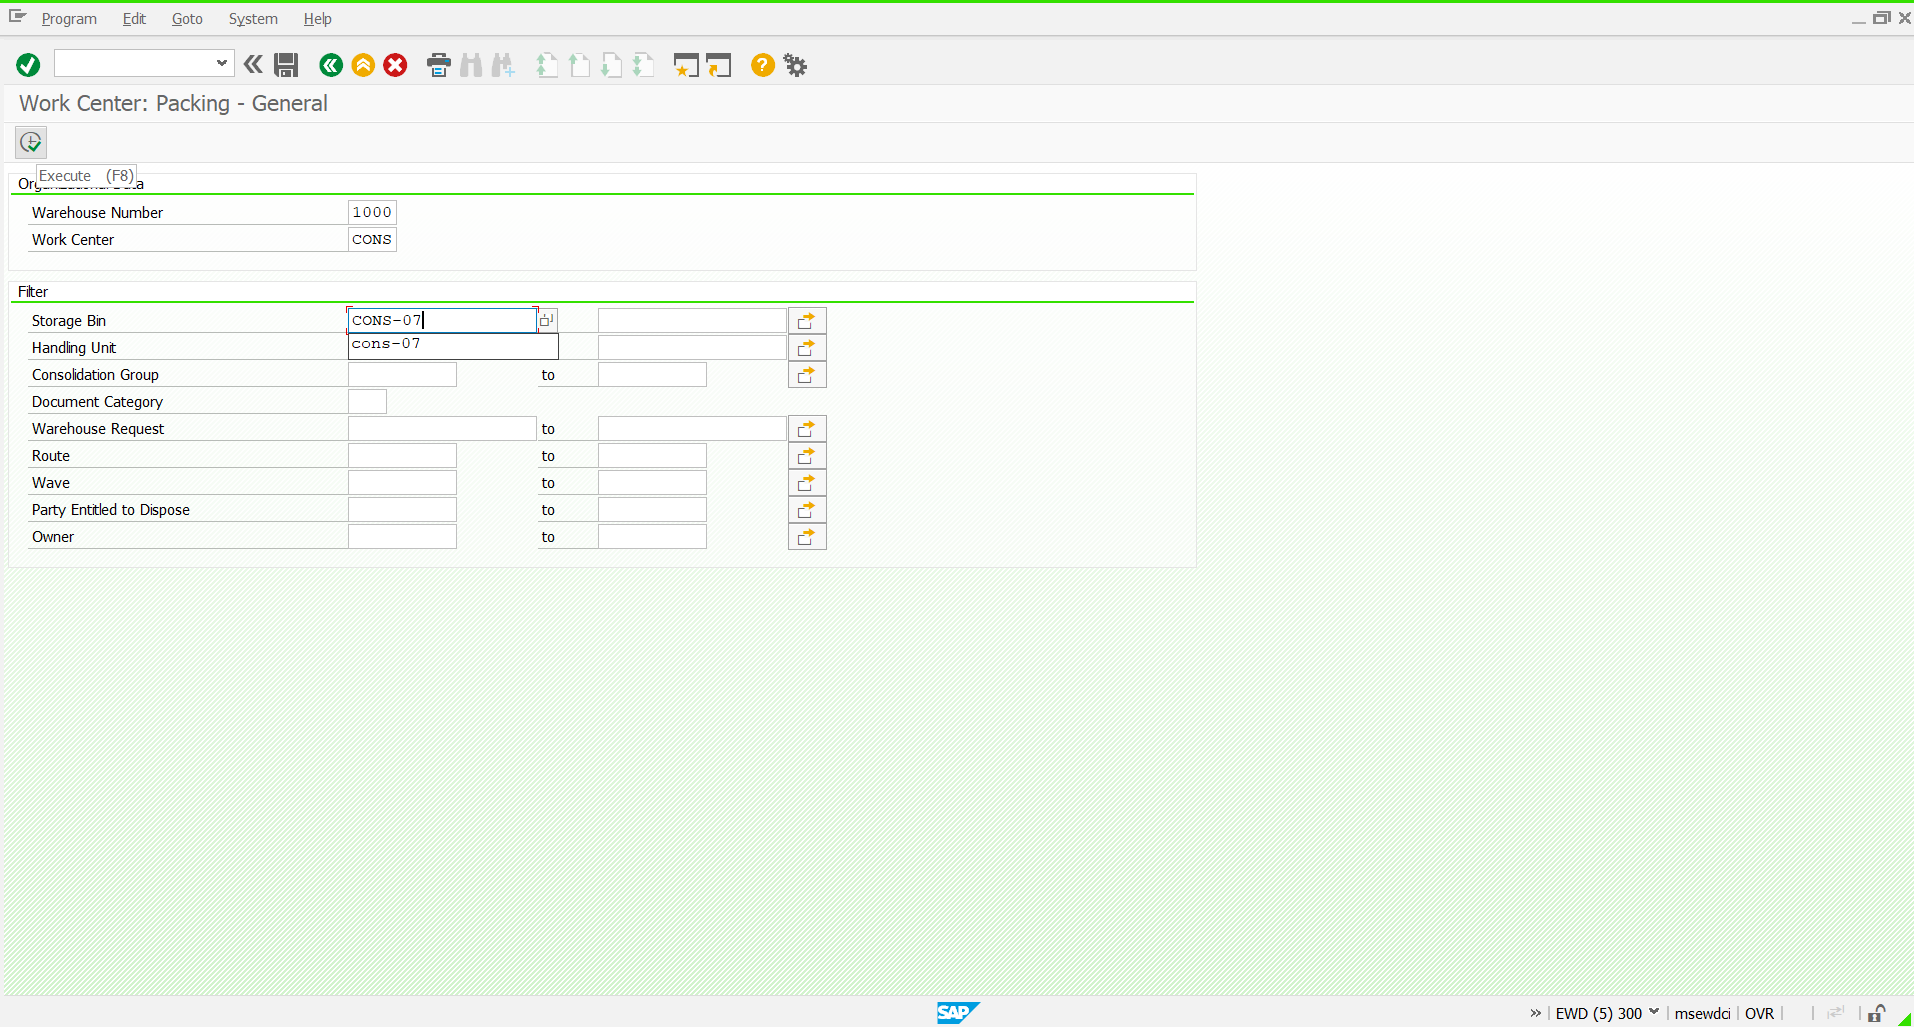 Program Edit Goto System Help
Work Center: Packing - General
Execute (F8)
Organizational Data
Warehouse Number 1000
Work Center CONS
Filter
Storage Bin CONS-07
cons-07
Handling Unit
Consolidation Group to
Document Category
Warehouse Request to
Route to
Wave to
Party Entitled to Dispose to
Owner to
SAP EWD (5) 300 msewdci OVR